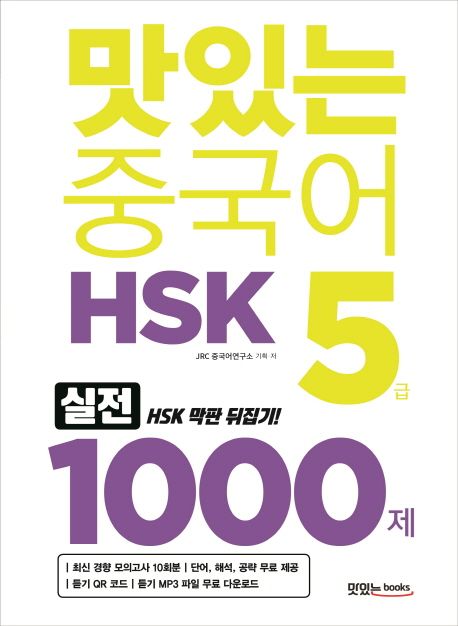 맛있는
중국어
HSK 5급
JRC 중국어연구소 기획 저
실전 HSK 막판 뒤집기!
1000제
| 최신 경향 모의고사 10회분 | 단어, 해석, 공략 무료 제공
| 듣기 QR 코드 | 듣기 MP3 파일 무료 다운로드
맛있는 books